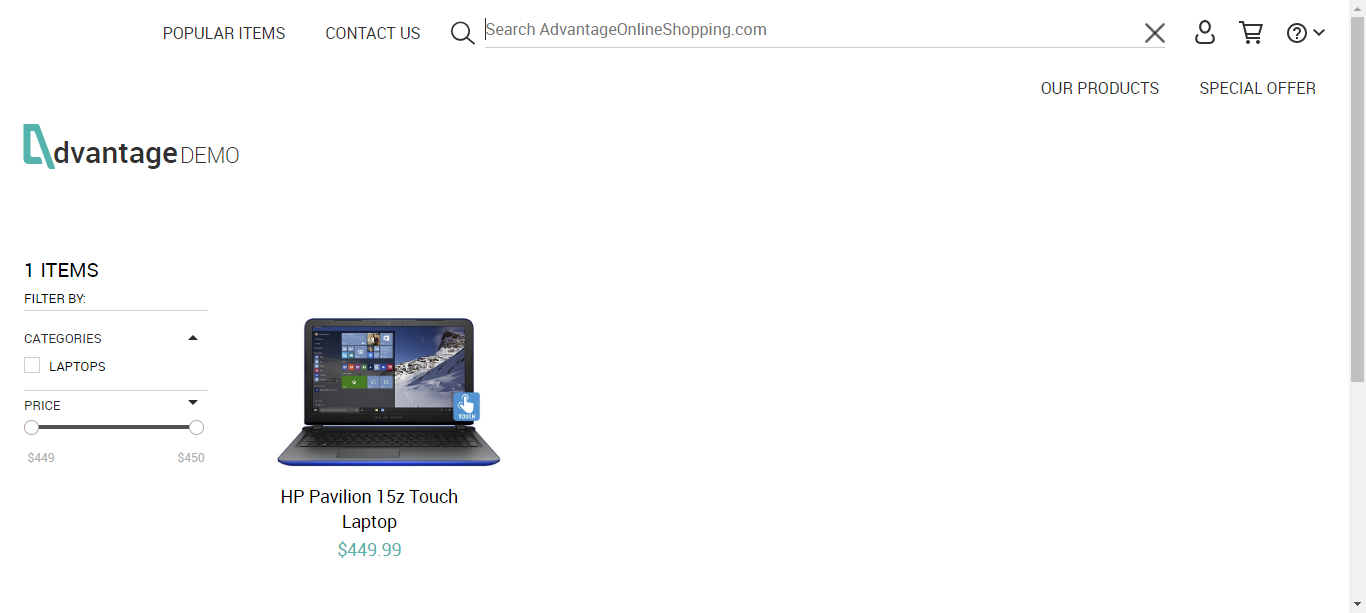 POPULAR ITEMS
CONTACT US
Search AdvantageOnlineShopping.com
OUR PRODUCTS
SPECIAL OFFER
dvantage DEMO
1 ITEMS
FILTER BY:
CATEGORIES
LAPTOPS
PRICE
$449
$450
TOUCH
HP Pavilion 15z Touch
Laptop
$449.99